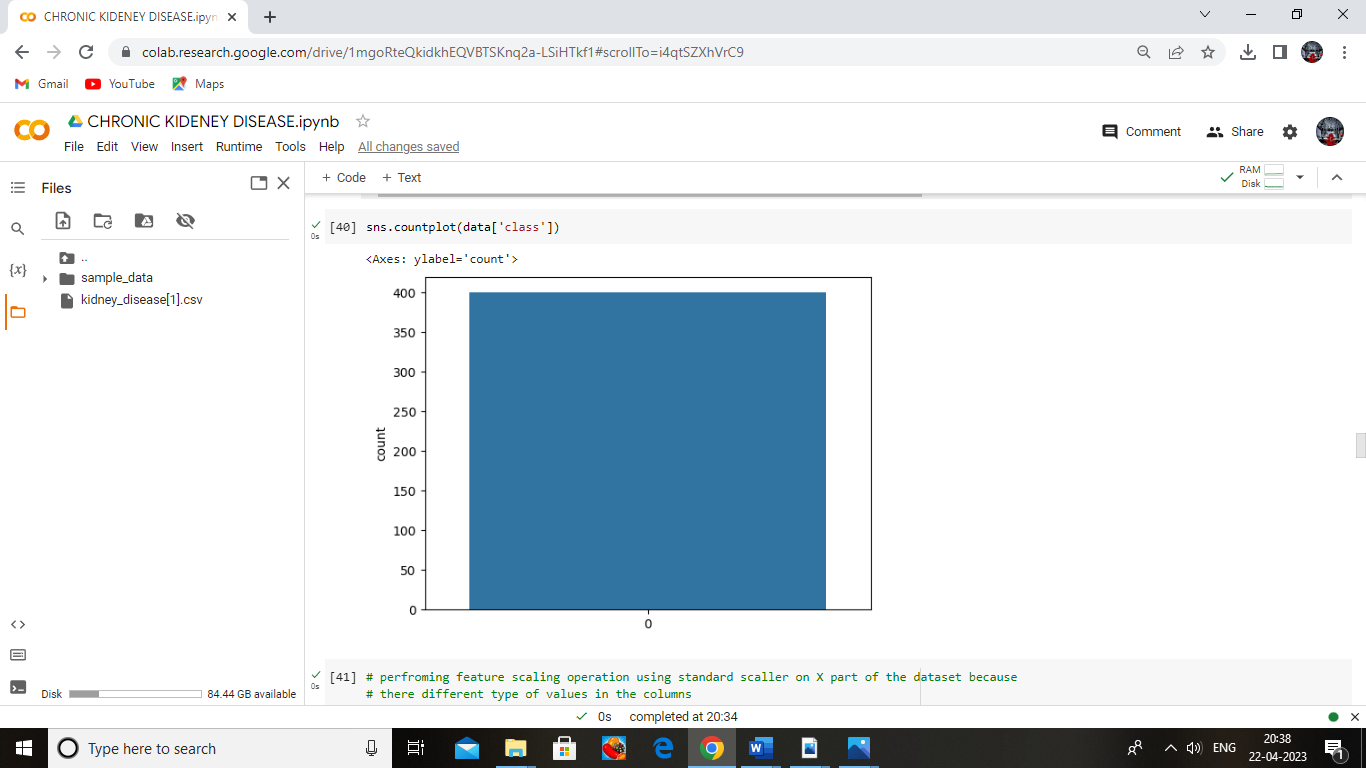 CHRONIC KIDENEY DISEASE.ipyn
colab.research.google.com/drive/1mgoRteQkidkhEQVBTSKnq2a-LSiHTkf1#scrollTo=i4qtSZXhVrC9
Gmail YouTube Maps
CHRONIC KIDENEY DISEASE.ipynb
Comment Share
File Edit View Insert Runtime Tools Help All changes saved
Files
+ Code + Text
RAM
Disk
..
sample_data
kidney_disease[1].csv
{x}
0s
[40] sns.countplot(data['class'])
<Axes: ylabel='count'>
400
350
300
250
200
150
100
50
0
count
0
0s
[41] # perfroming feature scaling operation using standard scaller on X part of the dataset because
# there different type of values in the columns
<>
Disk 84.44 GB available
0s completed at 20:34
Type here to search
ENG
20:38
22-04-2023
1